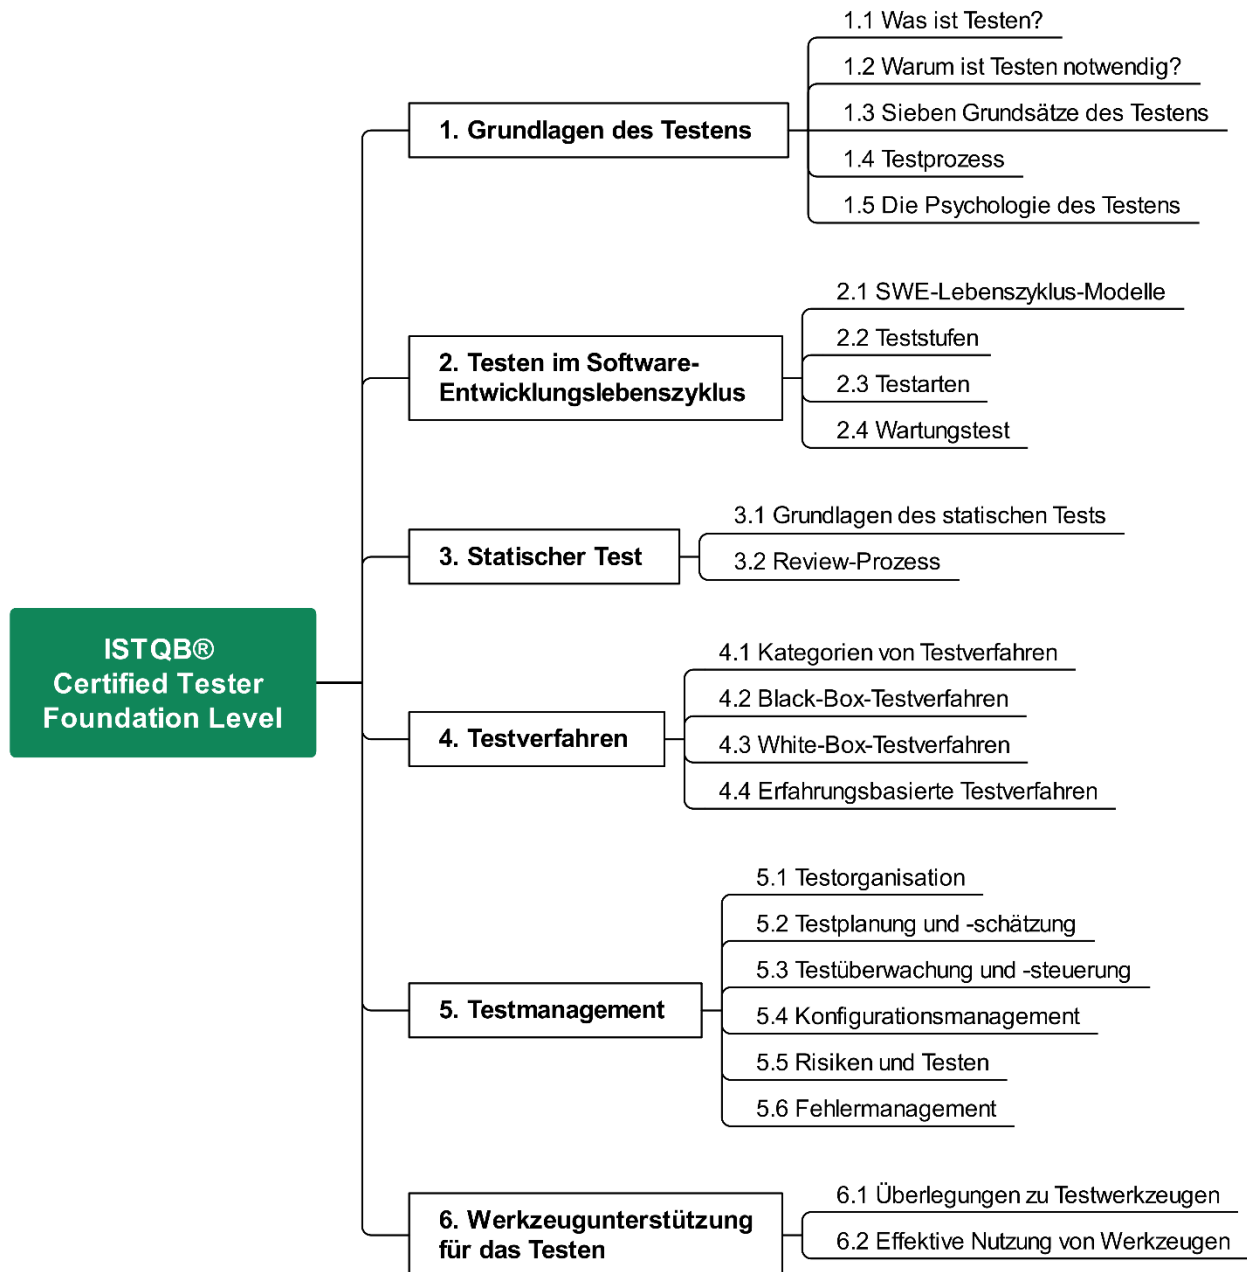 ISTQB®
Certified Tester
Foundation Level
1. Grundlagen des Testens
1.1 Was ist Testen?
1.2 Warum ist Testen notwendig?
1.3 Sieben Grundsätze des Testens
1.4 Testprozess
1.5 Die Psychologie des Testens
2. Testen im Software-
Entwicklungslebenszyklus
2.1 SWE-Lebenszyklus-Modelle
2.2 Teststufen
2.3 Testarten
2.4 Wartungstest
3. Statischer Test
3.1 Grundlagen des statischen Tests
3.2 Review-Prozess
4. Testverfahren
4.1 Kategorien von Testverfahren
4.2 Black-Box-Testverfahren
4.3 White-Box-Testverfahren
4.4 Erfahrungsbasierte Testverfahren
5. Testmanagement
5.1 Testorganisation
5.2 Testplanung und -schätzung
5.3 Testüberwachung und -steuerung
5.4 Konfigurationsmanagement
5.5 Risiken und Testen
5.6 Fehlermanagement
6. Werkzeugunterstützung
für das Testen
6.1 Überlegungen zu Testwerkzeugen
6.2 Effektive Nutzung von Werkzeugen